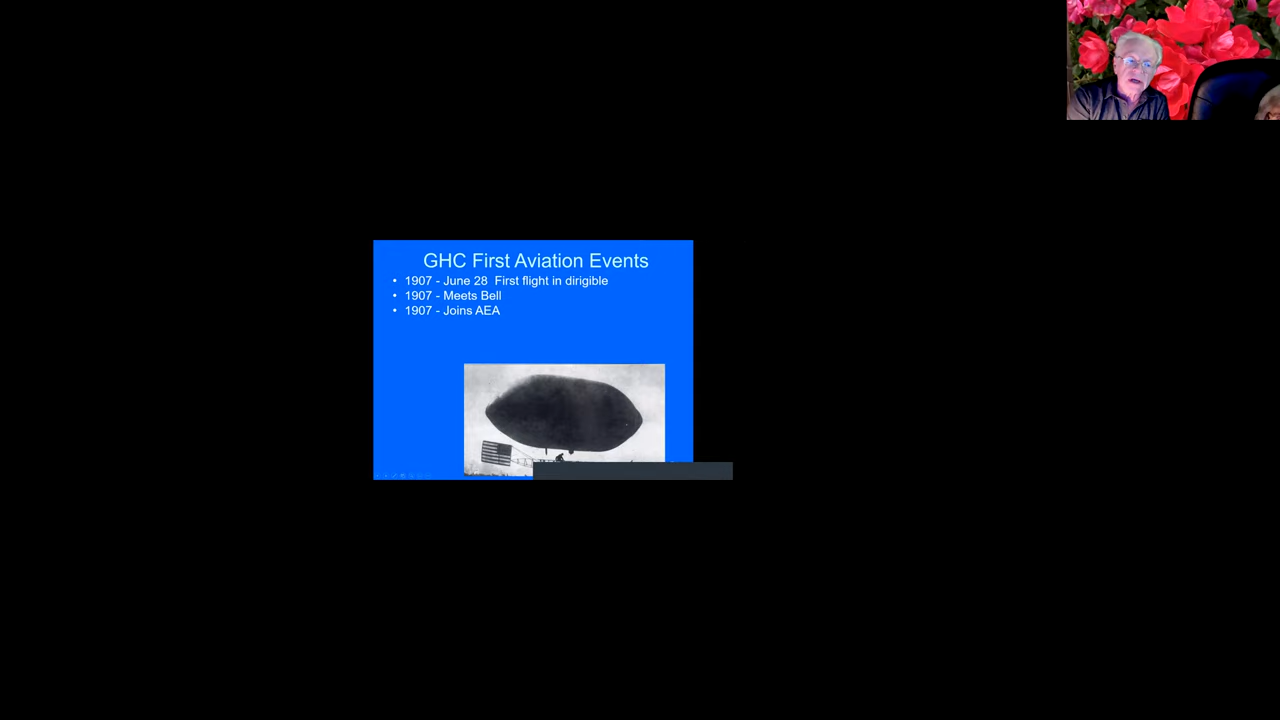 GHC First Aviation Events
• 1907 - June 28  First flight in dirigible
• 1907 - Meets Bell
• 1907 - Joins AEA